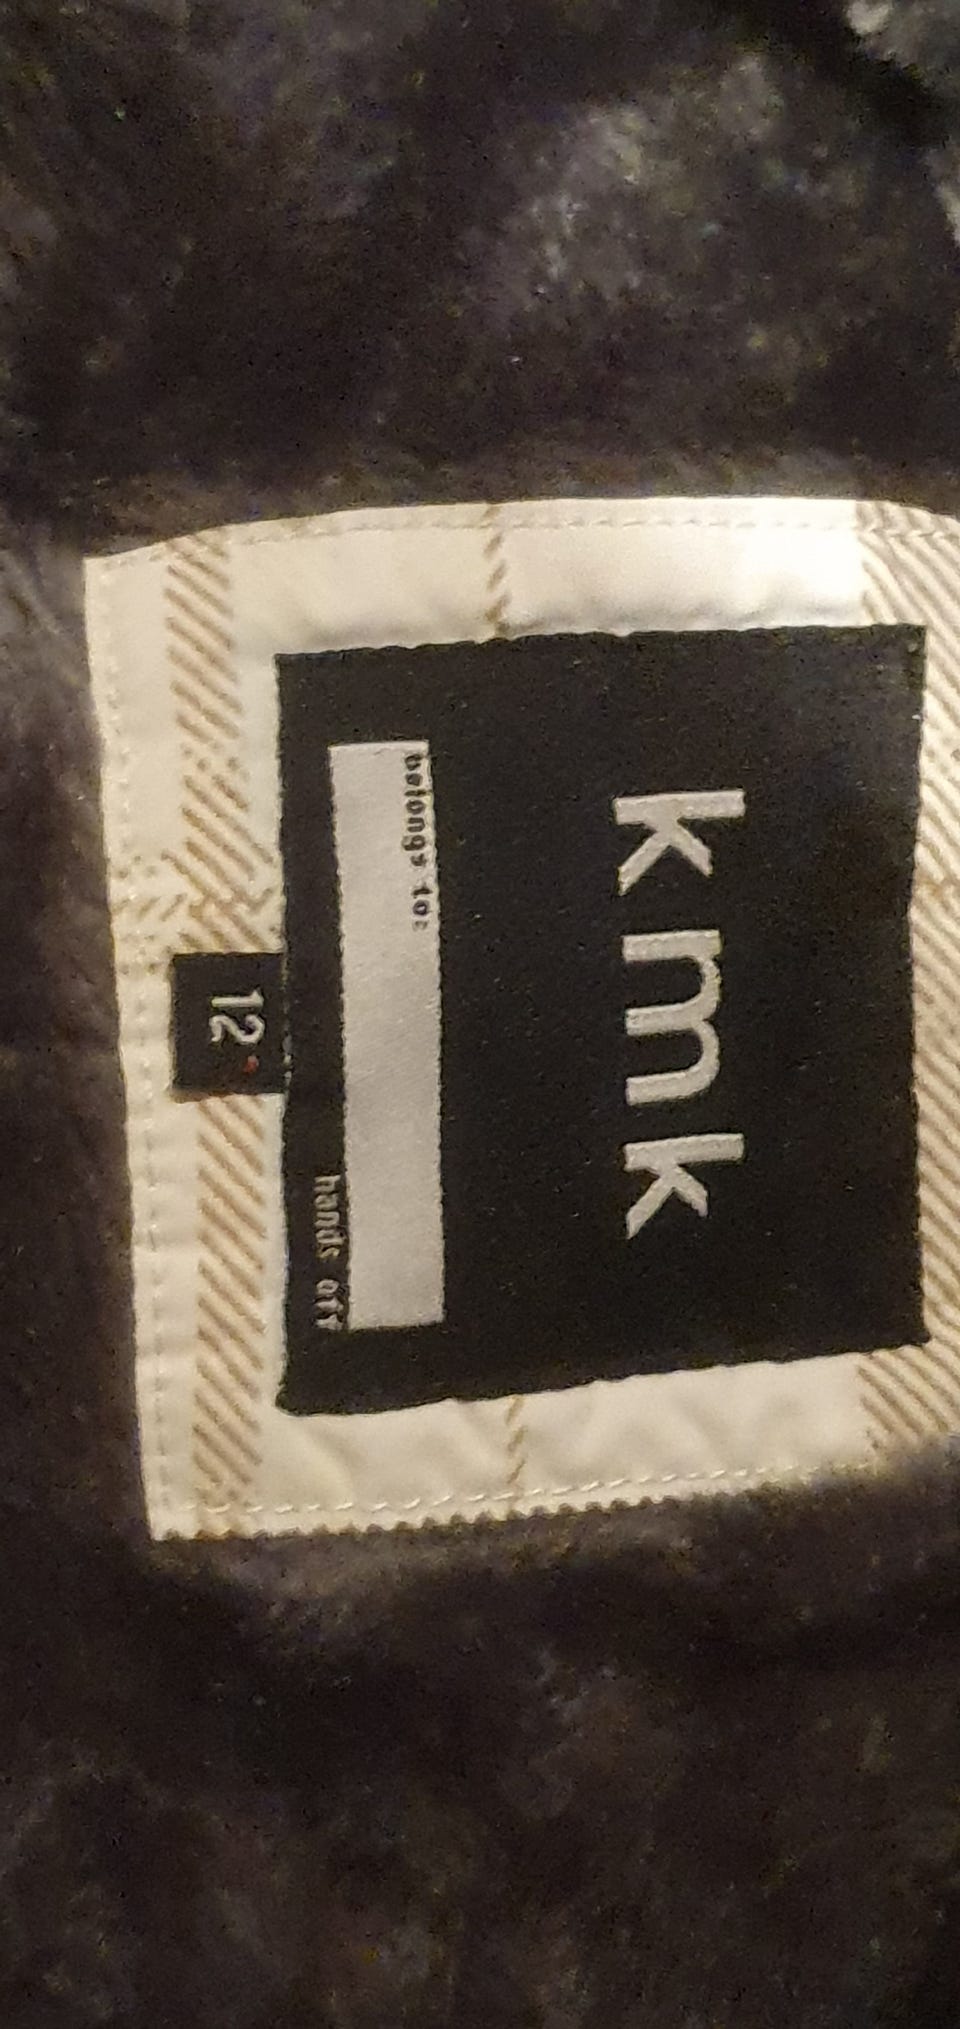 kmk
belongs to:
hands off
12